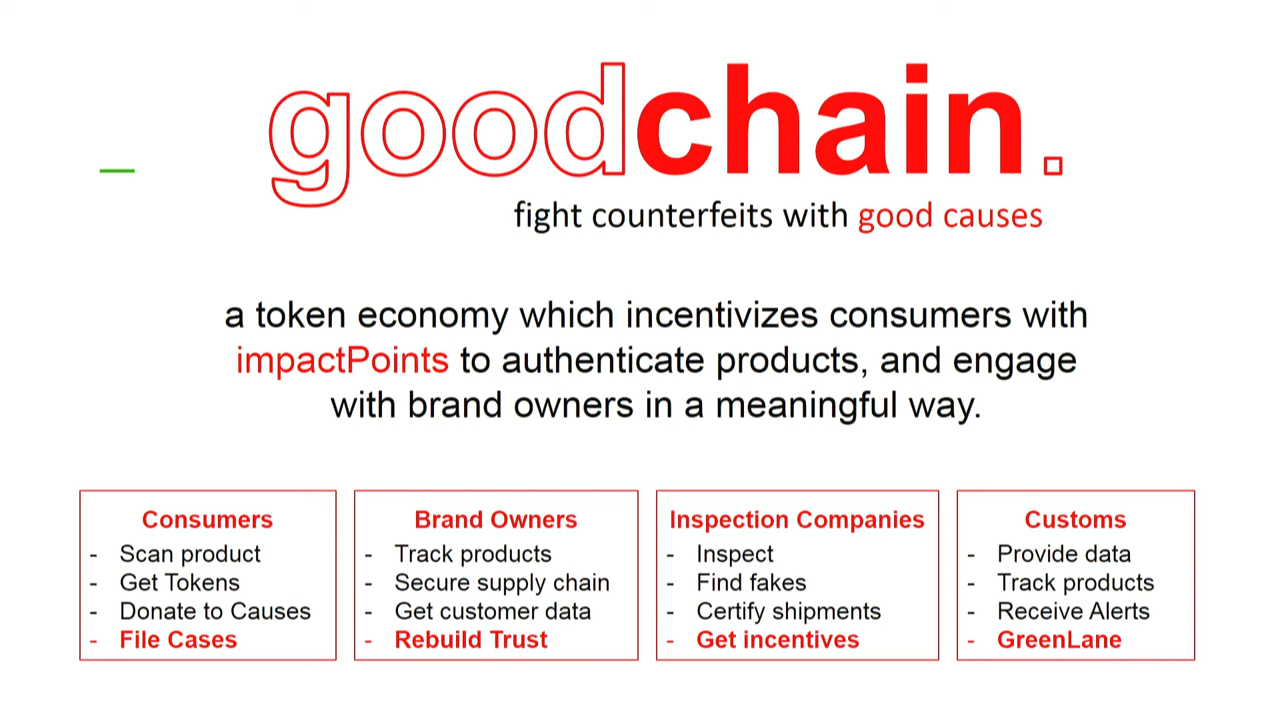 goodchain.
fight counterfeits with good causes
a token economy which incentivizes consumers with
impactPoints to authenticate products, and engage
with brand owners in a meaningful way.
Consumers
- Scan product
- Get Tokens
- Donate to Causes
- File Cases
Brand Owners
- Track products
- Secure supply chain
- Get customer data
- Rebuild Trust
Inspection Companies
- Inspect
- Find fakes
- Certify shipments
- Get incentives
Customs
- Provide data
- Track products
- Receive Alerts
- GreenLane